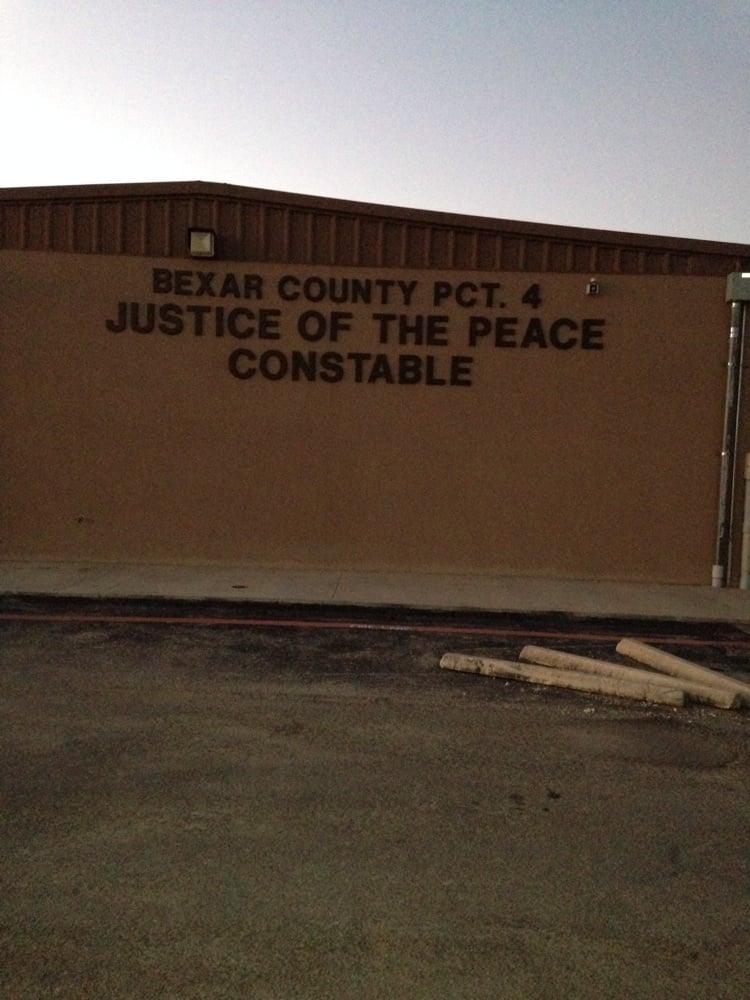 BEXAR COUNTY PCT. 4
JUSTICE OF THE PEACE
CONSTABLE